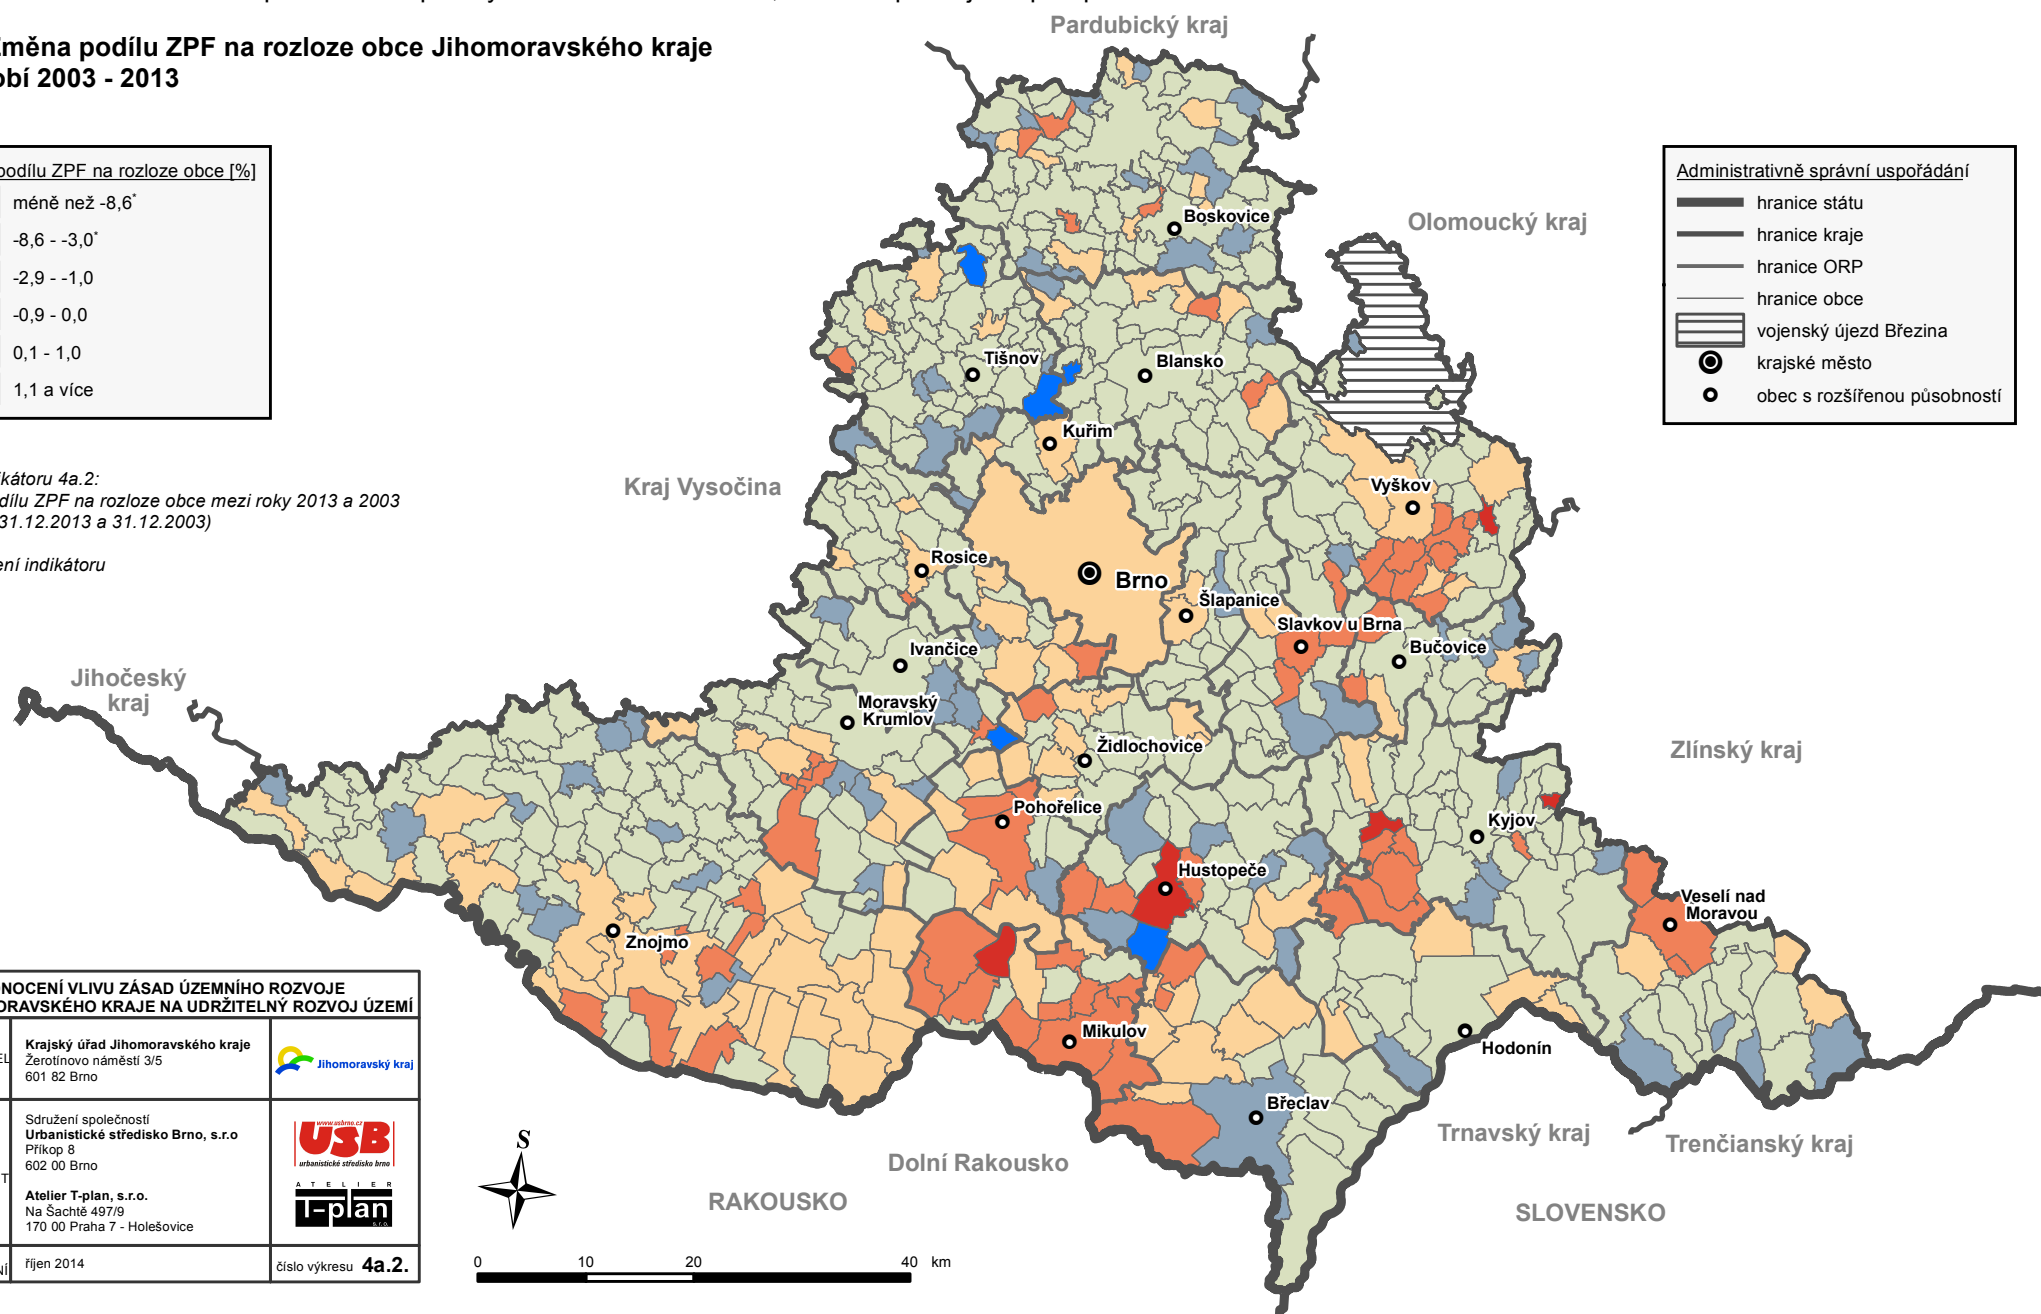 Změna podílu ZPF na rozloze obce Jihomoravského kraje
obí 2003 - 2013
podílu ZPF na rozloze obce [%]
méně než -8,6*
-8,6 - -3,0*
-2,9 - -1,0
-0,9 - 0,0
0,1 - 1,0
1,1 a více
ikátoru 4a.2:
dílu ZPF na rozloze obce mezi roky 2013 a 2003
31.12.2013 a 31.12.2003)
ení indikátoru
Administrativně správní uspořádání
hranice státu
hranice kraje
hranice ORP
hranice obce
vojenský újezd Březina
krajské město
obec s rozšířenou působností
Pardubický kraj
Olomoucký kraj
Kraj Vysočina
Jihočeský
kraj
Zlínský kraj
Trnavský kraj
Trenčianský kraj
Dolní Rakousko
RAKOUSKO
SLOVENSKO
Boskovice
Tišnov
Blansko
Kuřim
Vyškov
Rosice
Brno
Šlapanice
Slavkov u Brna
Bučovice
Ivančice
Moravský
Krumlov
Židlochovice
Pohořelice
Kyjov
Hustopeče
Veselí nad
Moravou
Znojmo
Mikulov
Hodonín
Břeclav
NOCENÍ VLIVU ZÁSAD ÚZEMNÍHO ROZVOJE
ORAVSKÉHO KRAJE NA UDRŽITELNÝ ROZVOJ ÚZEMÍ
EL
Krajský úřad Jihomoravského kraje
Žerotínovo náměstí 3/5
601 82 Brno
Jihomoravský kraj
T
Sdružení společností
Urbanistické středisko Brno, s.r.o
Příkop 8
602 00 Brno
Atelier T-plan, s.r.o.
Na Šachtě 497/9
170 00 Praha 7 - Holešovice
www.usbrno.cz
USB
urbanistické středisko brno
ATELIER
T-plan
s.r.o.
NÍ
říjen 2014
číslo výkresu 4a.2.
S
0 10 20 40 km